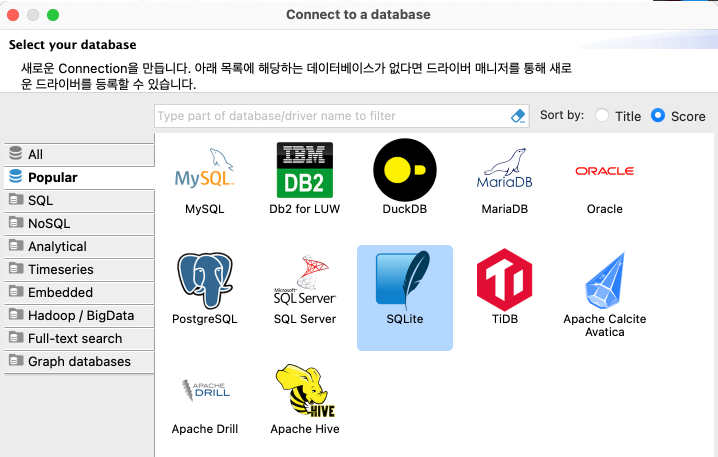 Connect to a database
Select your database
새로운 Connection을 만듭니다. 아래 목록에 해당하는 데이터베이스가 없다면 드라이버 매니저를 통해 새로
운 드라이버를 등록할 수 있습니다.
Type part of database/driver name to filter
Sort by:
Title
Score
All
Popular
SQL
NoSQL
Analytical
Timeseries
Embedded
Hadoop / BigData
Full-text search
Graph databases
MySQL
MySQL
IBM
DB2
Db2 for LUW
DuckDB
MariaDB
MariaDB
ORACLE
Oracle
PostgreSQL
Microsoft
SQL Server
SQL Server
SQLite
TiDB
Apache Calcite
Avatica
APACHE
DRILL
Apache Drill
HIVE
Apache Hive